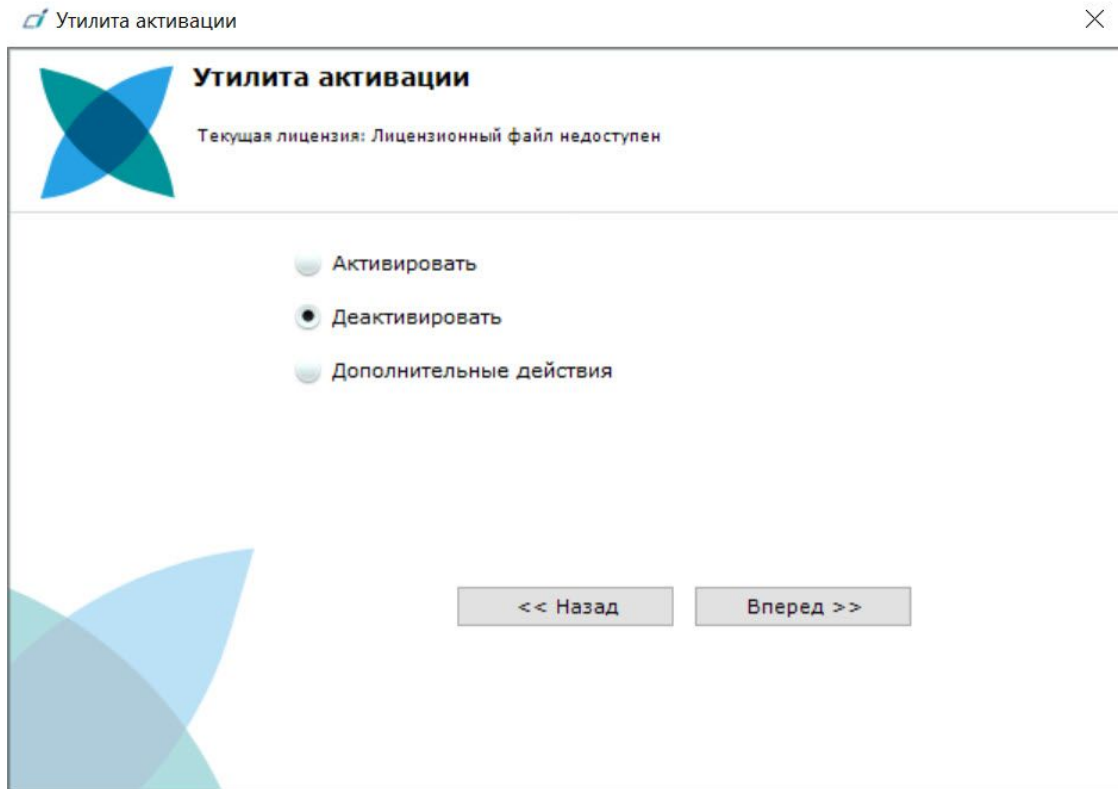 Утилита активации
Утилита активации
Текущая лицензия: Лицензионный файл недоступен
Активировать
Деактивировать
Дополнительные действия
<< Назад
Вперед >>